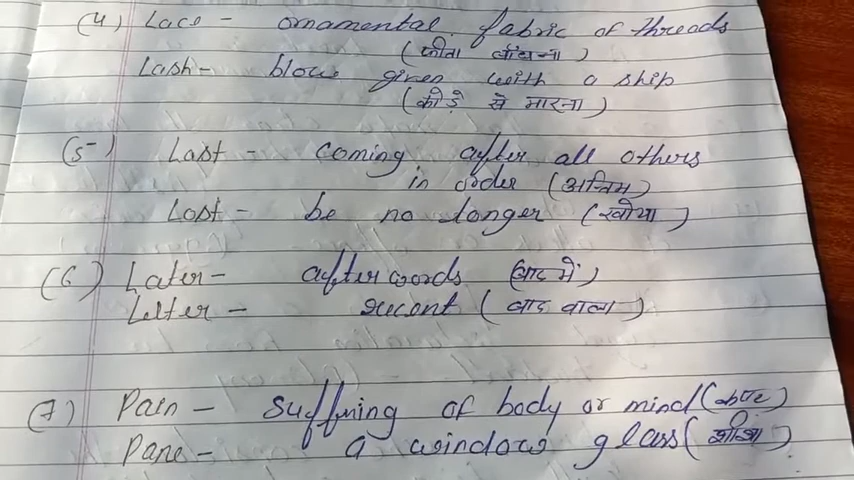 (4) Lace - ornamental fabric of threads
(फीता बांधना)
Lash - blow given with a ship
(कोड़े से मारना)
(5) Last - coming after all others
in order (अन्तिम)
Lost - be no longer (खोया)
(6) Later - afterwords (बाद में)
Letter - recent (बाद वाला)
(7) Pain - suffering of body or mind (कष्ट)
Pane - a window glass (शीशा)